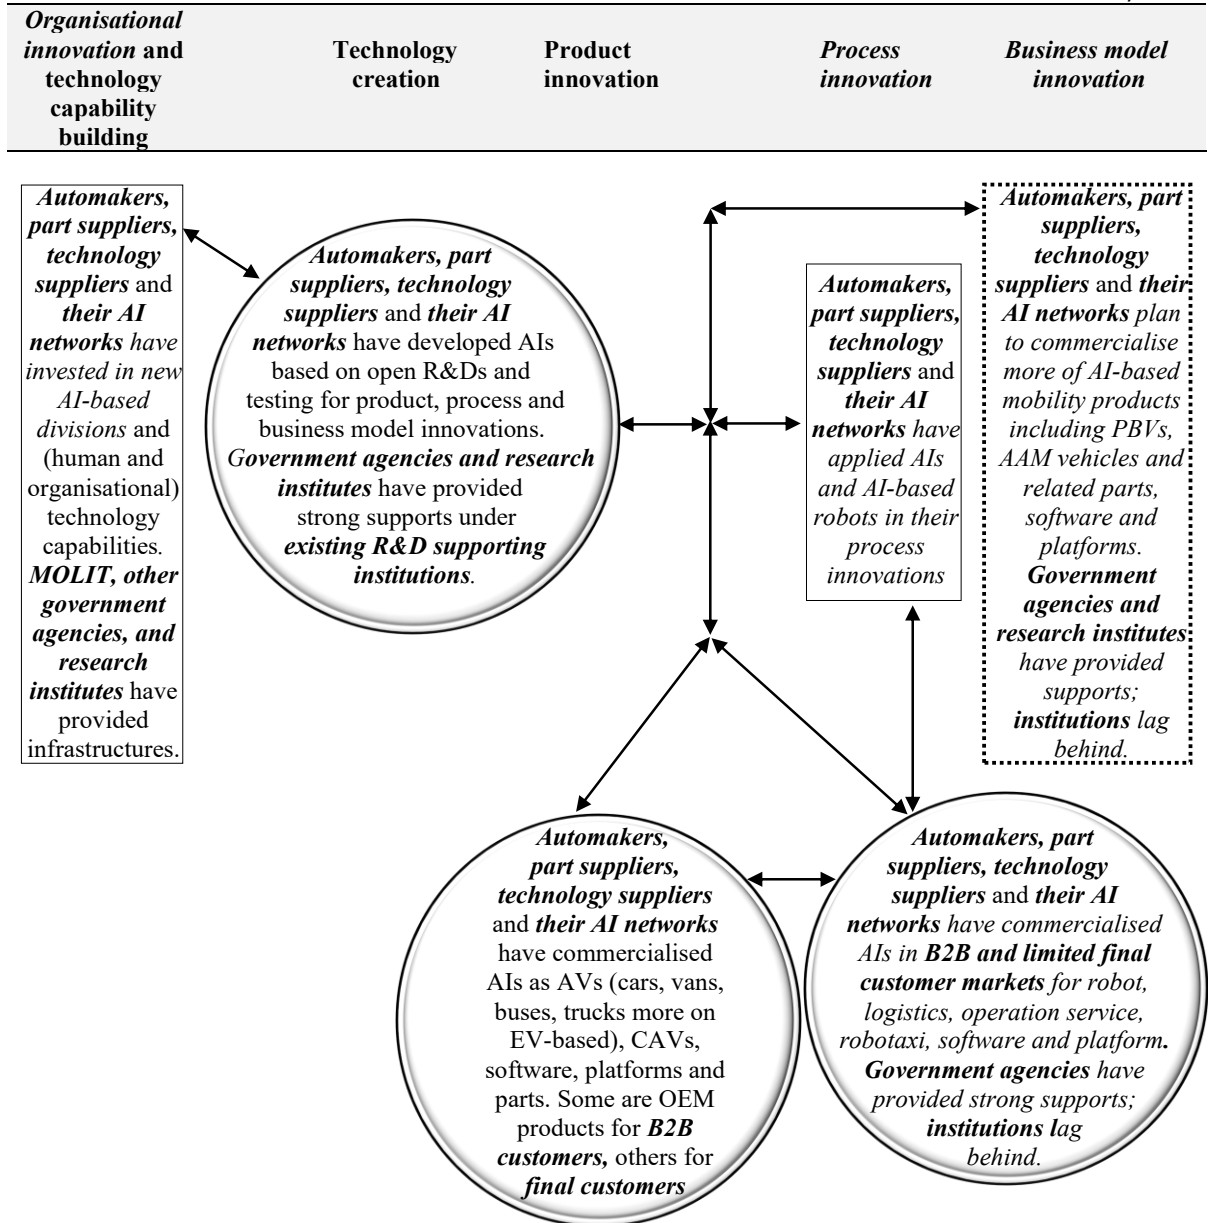 Organisational
innovation and
technology
capability
building
Technology
creation
Product
innovation
Process
innovation
Business model
innovation
Automakers,
part suppliers,
technology
suppliers and
their AI
networks have
invested in new
AI-based
divisions and
(human and
organisational)
technology
capabilities.
MOLIT, other
government
agencies, and
research
institutes have
provided
infrastructures.
Automakers, part
suppliers, technology
suppliers and their AI
networks have developed AIs
based on open R&Ds and
testing for product, process and
business model innovations.
Government agencies and research
institutes have provided
strong supports under
existing R&D supporting
institutions.
Automakers,
part suppliers,
technology
suppliers and
their AI
networks have
applied AIs
and AI-based
robots in their
process
innovations
Automakers, part
suppliers,
technology
suppliers and their
AI networks plan
to commercialise
more of AI-based
mobility products
including PBVs,
AAM vehicles and
related parts,
software and
platforms.
Government
agencies and
research institutes
have provided
supports;
institutions lag
behind.
Automakers,
part suppliers,
technology suppliers
and their AI networks
have commercialised
AIs as AVs (cars, vans,
buses, trucks more on
EV-based), CAVs,
software, platforms and
parts. Some are OEM
products for B2B
customers, others for
final customers
Automakers, part
suppliers, technology
suppliers and their AI
networks have commercialised
AIs in B2B and limited final
customer markets for robot,
logistics, operation service,
robotaxi, software and platform.
Government agencies have
provided strong supports;
institutions lag
behind.